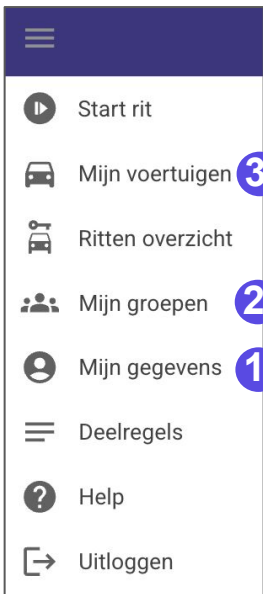 Start rit
Mijn voertuigen 3
Ritten overzicht
Mijn groepen 2
Mijn gegevens 1
Deelregels
? Help
Uitloggen